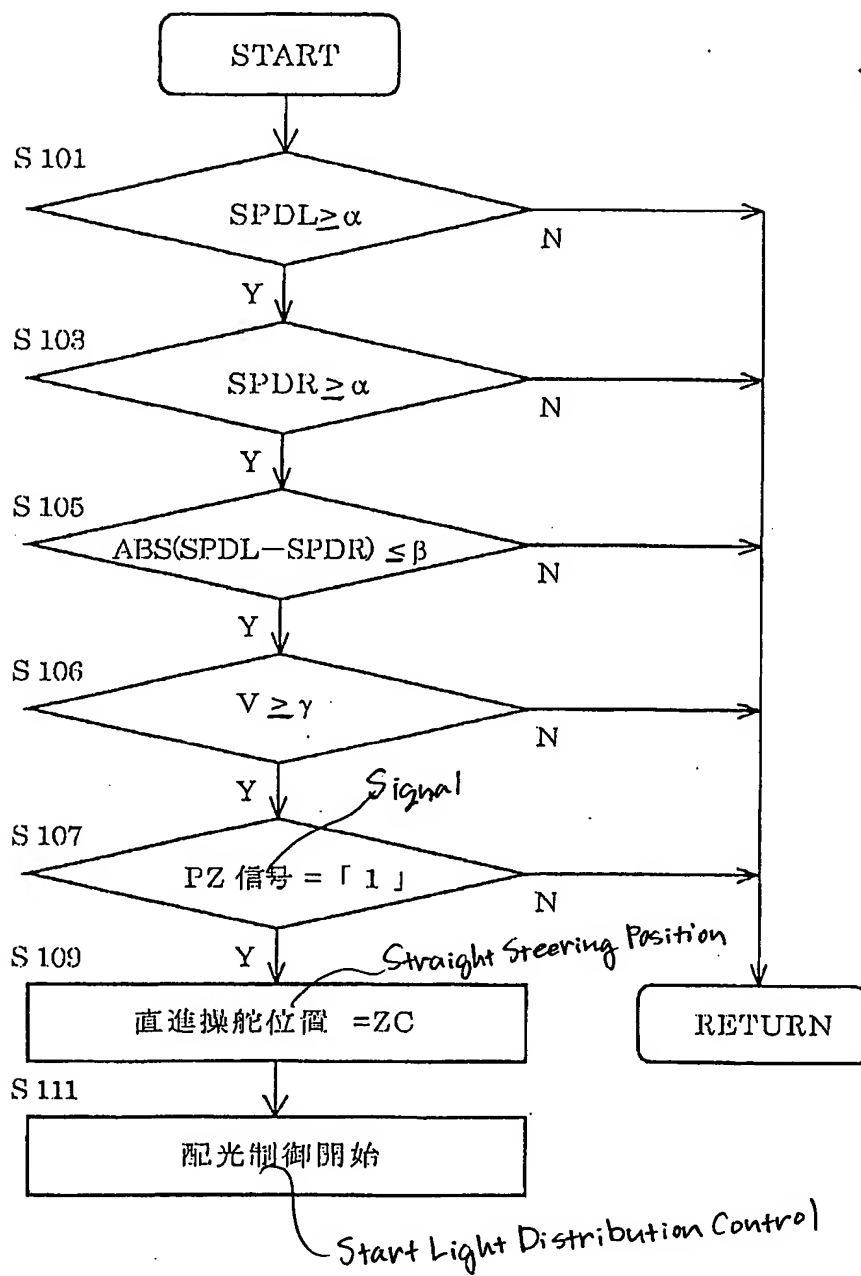 START
S 101
SPDL≥α
N
Y
S 103
SPDR≥α
N
Y
S 105
ABS(SPDL−SPDR) ≤β
N
Y
S 106
V ≥γ
N
Y
Signal
S 107
PZ 信号 = 「 1 」
N
Y
S 109
Straight Steering Position
直進操舵位置 =ZC
RETURN
S 111
配光制御開始
Start Light Distribution Control